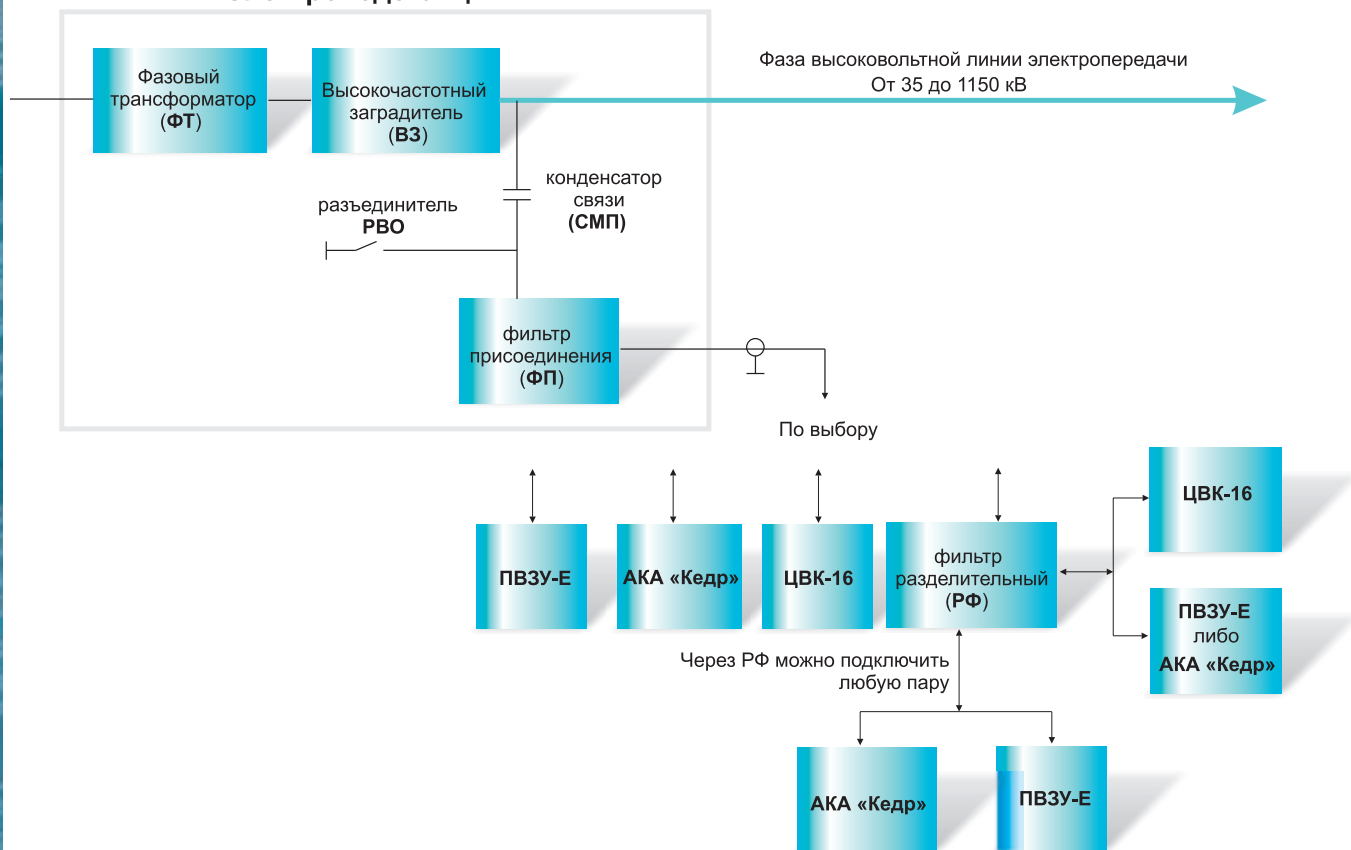 Фаза высоковольтной линии электропередачи
От 35 до 1150 кВ
Фазовый
трансформатор
(ФТ)
Высокочастотный
заградитель
(ВЗ)
конденсатор
связи
(СМП)
разъединитель
РВО
фильтр
присоединения
(ФП)
По выбору
ПВЗУ-Е
АКА «Кедр»
ЦВК-16
фильтр
разделительный
(РФ)
ЦВК-16
ПВЗУ-Е
либо
АКА «Кедр»
Через РФ можно подключить
любую пару
АКА «Кедр»
ПВЗУ-Е